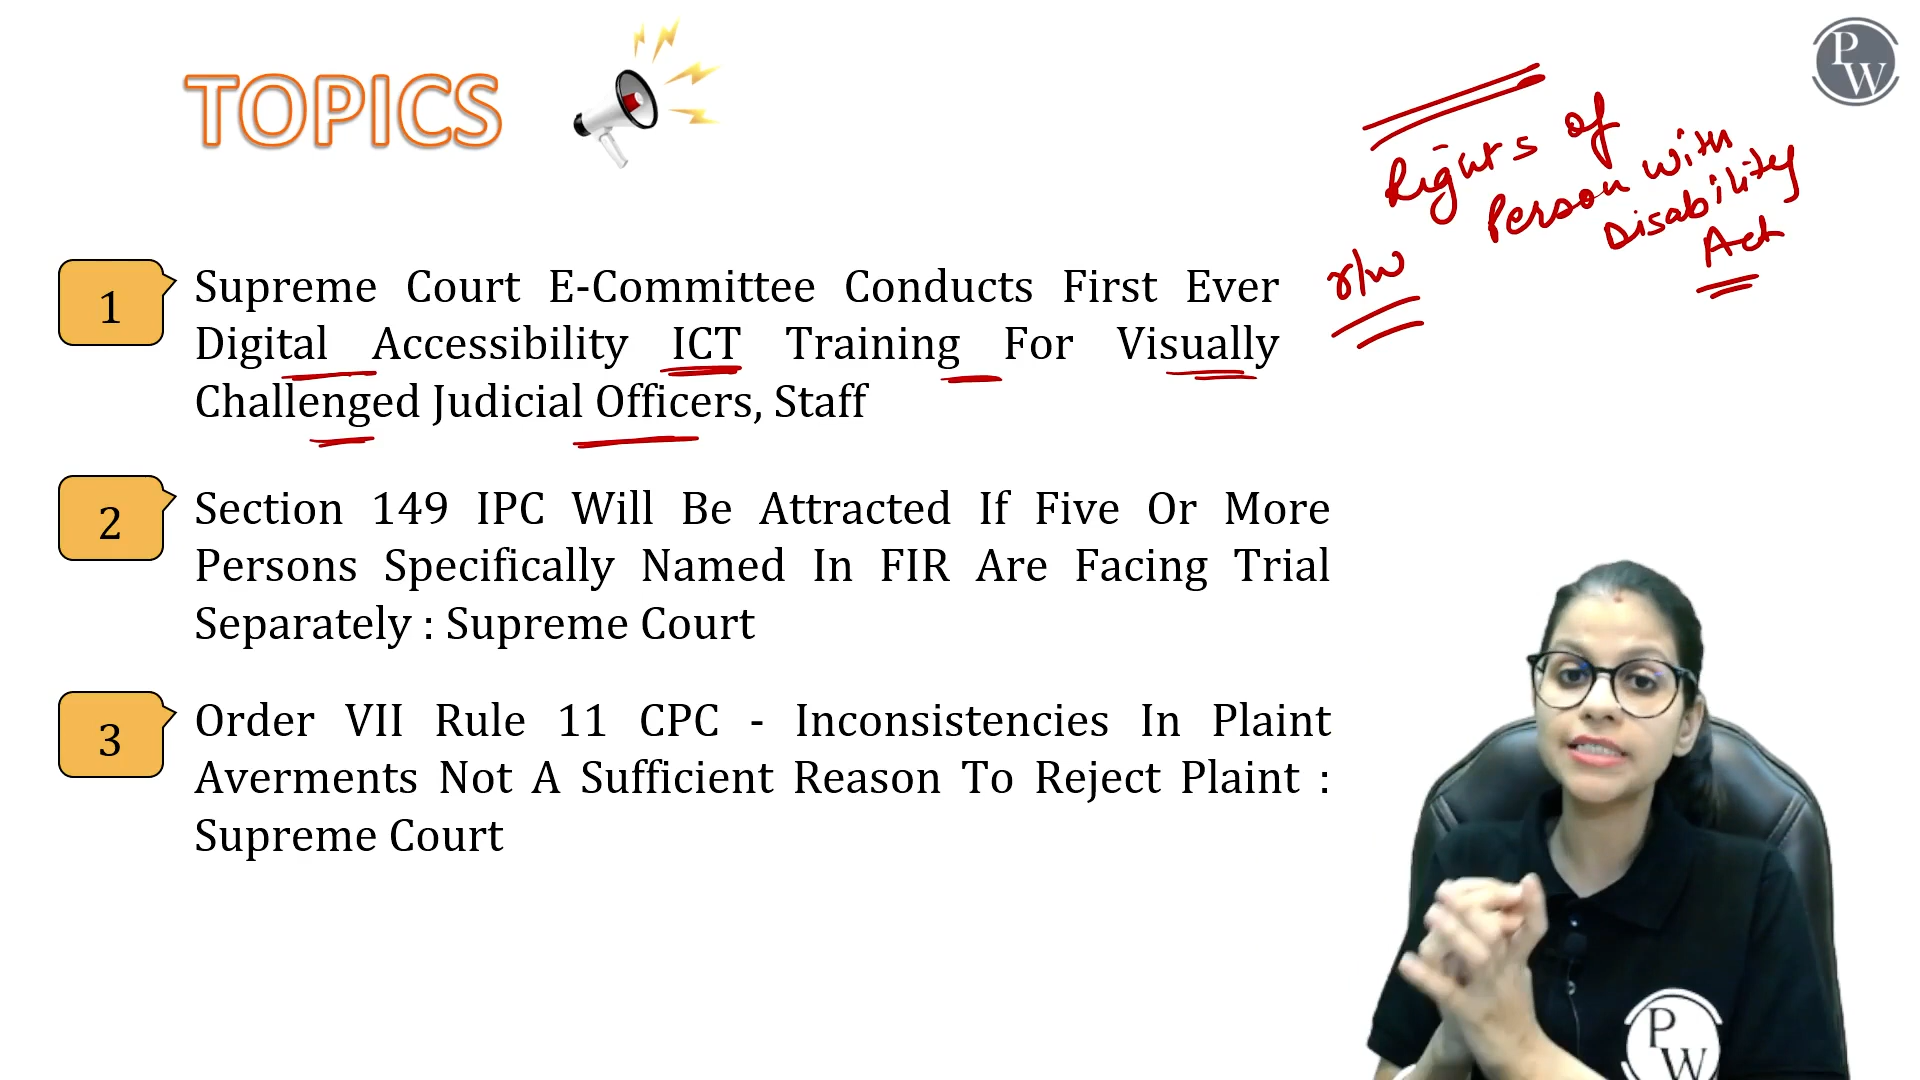 TOPICS
PW
Rights of
Person with
Disability
Act
r/w
1
Supreme Court E-Committee Conducts First Ever
Digital Accessibility ICT Training For Visually
Challenged Judicial Officers, Staff
2
Section 149 IPC Will Be Attracted If Five Or More
Persons Specifically Named In FIR Are Facing Trial
Separately : Supreme Court
3
Order VII Rule 11 CPC - Inconsistencies In Plaint
Averments Not A Sufficient Reason To Reject Plaint :
Supreme Court
PW